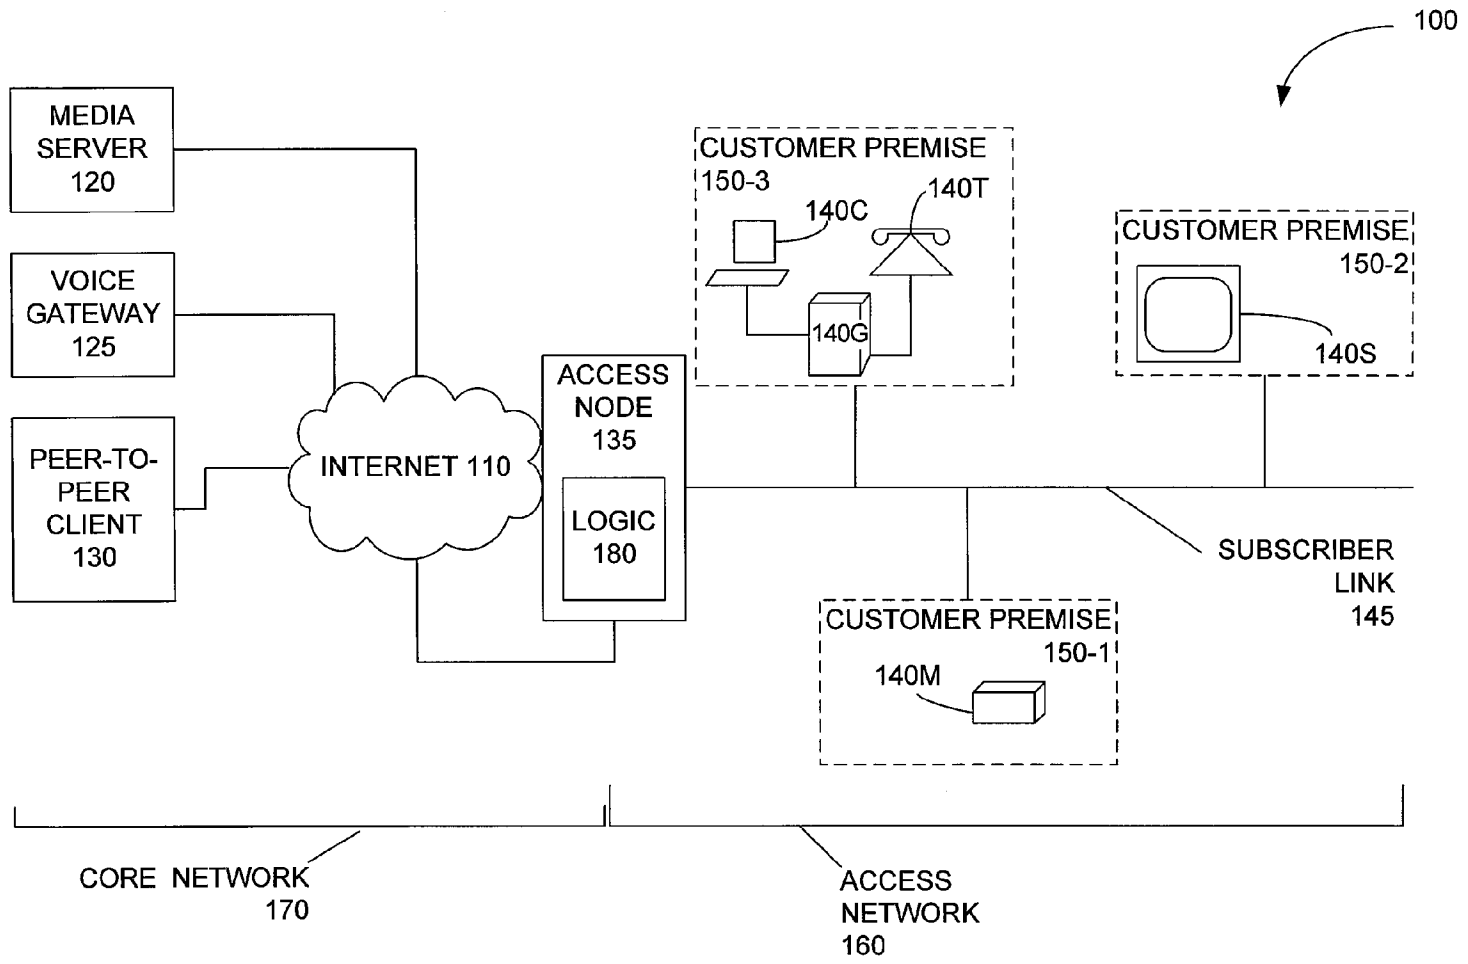 100
MEDIA
SERVER
120
VOICE
GATEWAY
125
PEER-TO-
PEER
CLIENT
130
INTERNET 110
ACCESS
NODE
135
LOGIC
180
CUSTOMER PREMISE
150-3
140T
140C
140G
CUSTOMER PREMISE
150-2
140S
SUBSCRIBER
LINK
145
CUSTOMER PREMISE
150-1
140M
CORE NETWORK
170
ACCESS
NETWORK
160